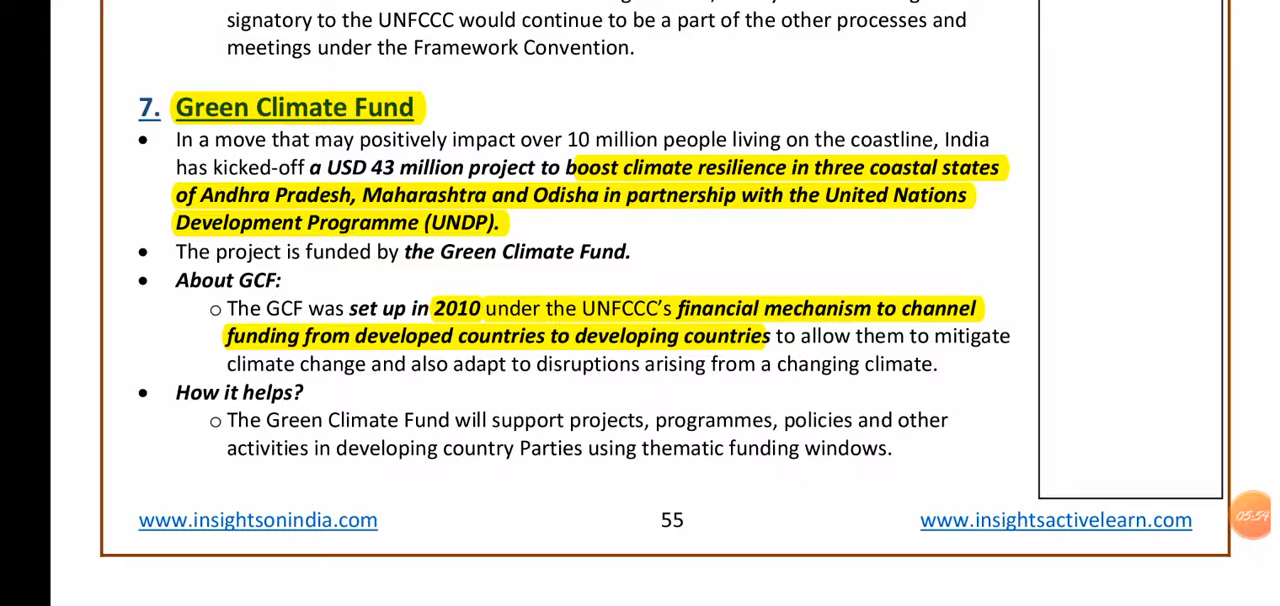 signatory to the UNFCCC would continue to be a part of the other processes and
meetings under the Framework Convention.
7. Green Climate Fund
• In a move that may positively impact over 10 million people living on the coastline, India
has kicked-off a USD 43 million project to boost climate resilience in three coastal states
of Andhra Pradesh, Maharashtra and Odisha in partnership with the United Nations
Development Programme (UNDP).
• The project is funded by the Green Climate Fund.
• About GCF:
o The GCF was set up in 2010 under the UNFCCC’s financial mechanism to channel
funding from developed countries to developing countries to allow them to mitigate
climate change and also adapt to disruptions arising from a changing climate.
• How it helps?
o The Green Climate Fund will support projects, programmes, policies and other
activities in developing country Parties using thematic funding windows.
www.insightsonindia.com 55 www.insightsactivelearn.com
05:54